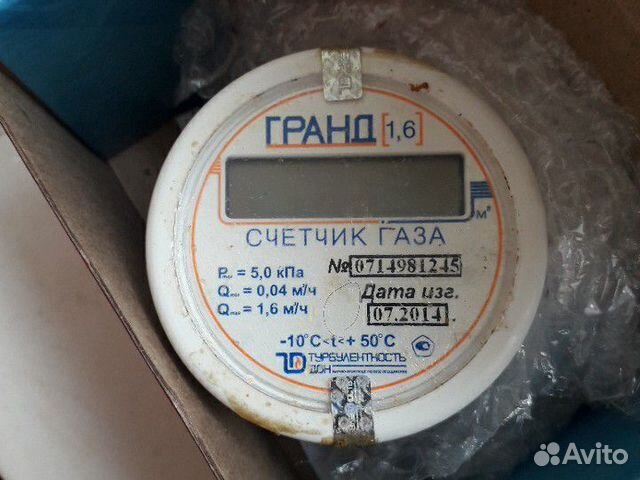 ГРАНД [1,6]
м³
СЧЕТЧИК ГАЗА
Pmax = 5,0 кПа
№ 0714981245
Qmin = 0,04 м³/ч
Дата изг.
Qmax = 1,6 м³/ч
07.2014.
-10°C<t<+ 50°C
ТУРБУЛЕНТНОСТЬ
ДОН
Avito